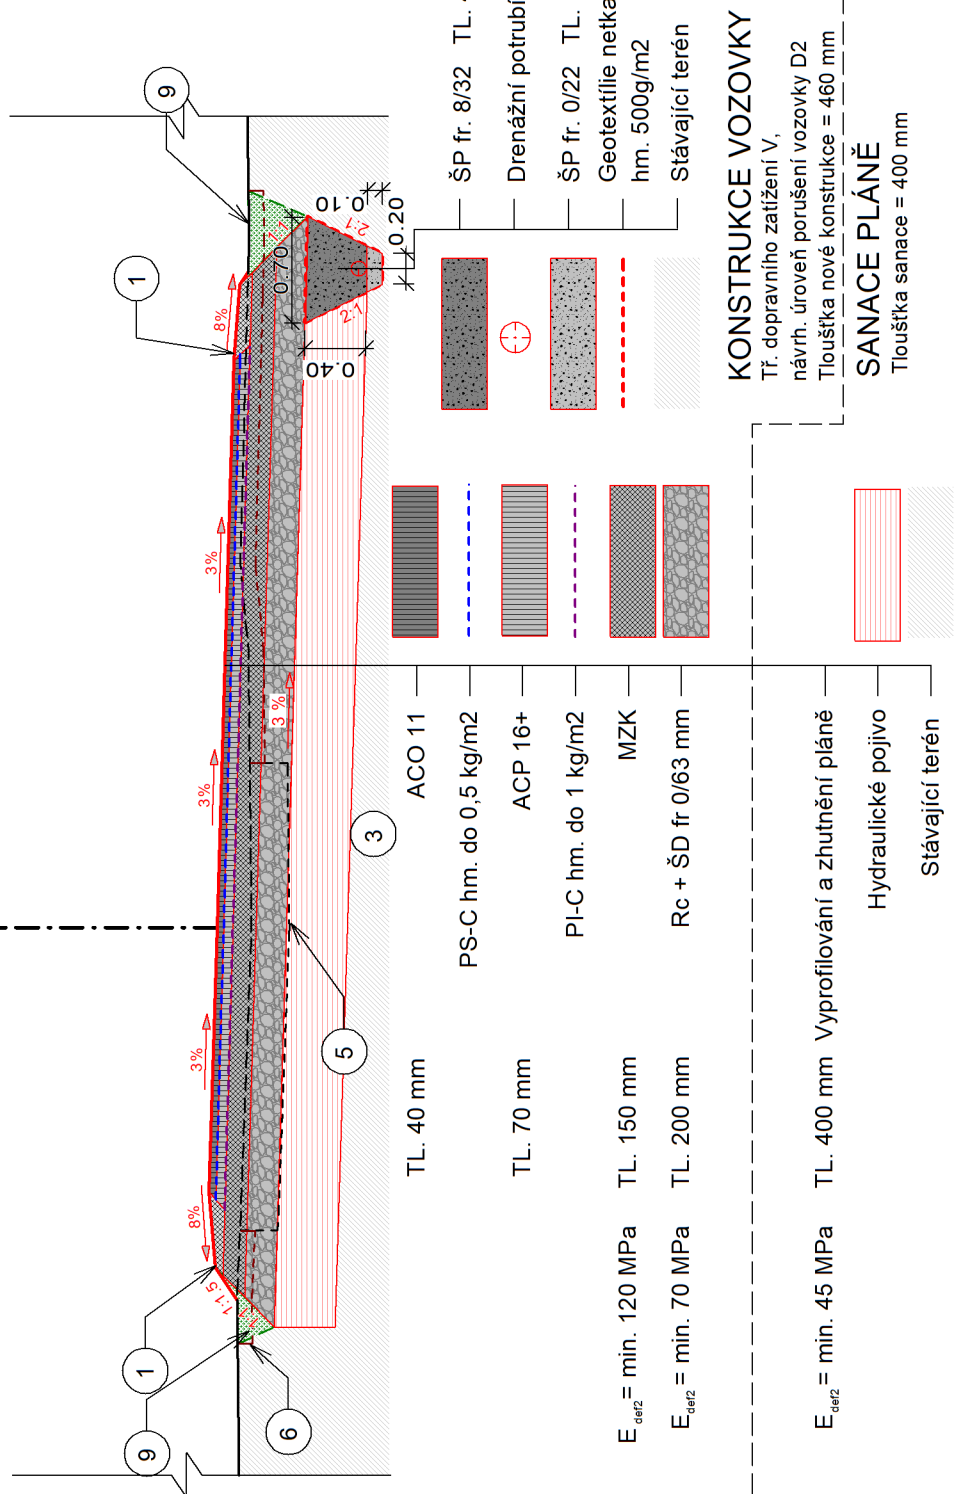 9
1
8%
3%
3%
3%
8%
1:1.5
1:1
1:1
0.70
0.10
2:1
2:1
0.20
0.40
3 %
3
5
1
9
6
TL. 40 mm ACO 11
PS-C hm. do 0,5 kg/m2
TL. 70 mm ACP 16+
PI-C hm. do 1 kg/m2
E def2 = min. 120 MPa TL. 150 mm MZK
E def2 = min. 70 MPa TL. 200 mm Rc + ŠD fr 0/63 mm
E def2 = min. 45 MPa TL. 400 mm Vyprofilování a zhutnění pláně
Hydraulické pojivo
Stávající terén
ŠP fr. 8/32 TL.
Drenážní potrubí
ŠP fr. 0/22 TL.
Geotextílie netka
hm. 500g/m2
Stávající terén
KONSTRUKCE VOZOVKY
Tř. dopravního zatížení V,
návrh. úroveň porušení vozovky D2
Tloušťka nové konstrukce = 460 mm
SANACE PLÁNĚ
Tloušťka sanace = 400 mm